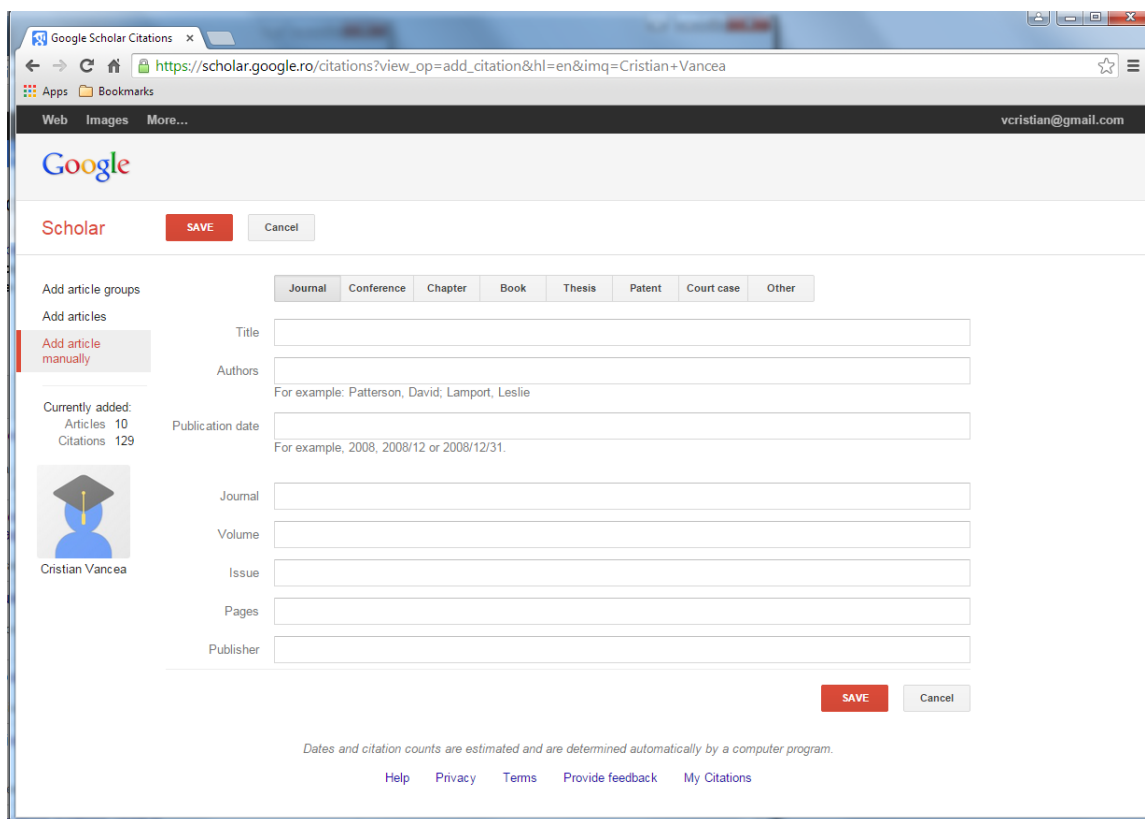 Google Scholar Citations
https://scholar.google.ro/citations?view_op=add_citation&hl=en&imq=Cristian+Vancea
Apps Bookmarks
Web Images More... vcristian@gmail.com
Google
Scholar SAVE Cancel
Add article groups
Add articles
Add article
manually
Currently added:
Articles 10
Citations 129
Cristian Vancea
Journal Conference Chapter Book Thesis Patent Court case Other
Title
Authors
For example: Patterson, David; Lamport, Leslie
Publication date
For example, 2008, 2008/12 or 2008/12/31.
Journal
Volume
Issue
Pages
Publisher
SAVE Cancel
Dates and citation counts are estimated and are determined automatically by a computer program.
Help Privacy Terms Provide feedback My Citations